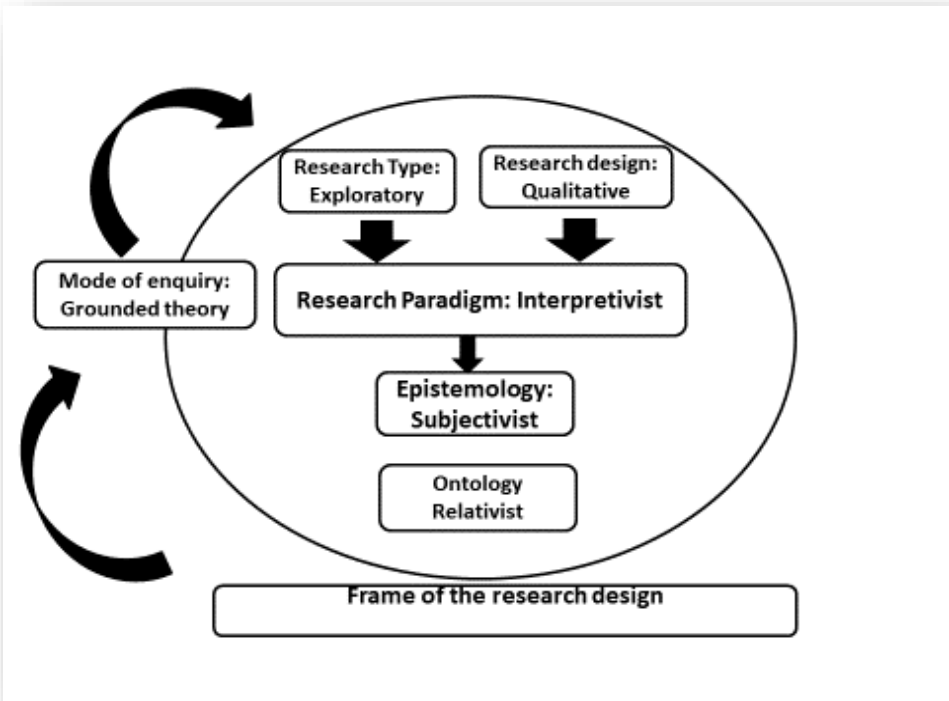 Research Type:
Exploratory
Research design:
Qualitative
Mode of enquiry:
Grounded theory
Research Paradigm: Interpretivist
Epistemology:
Subjectivist
Ontology
Relativist
Frame of the research design